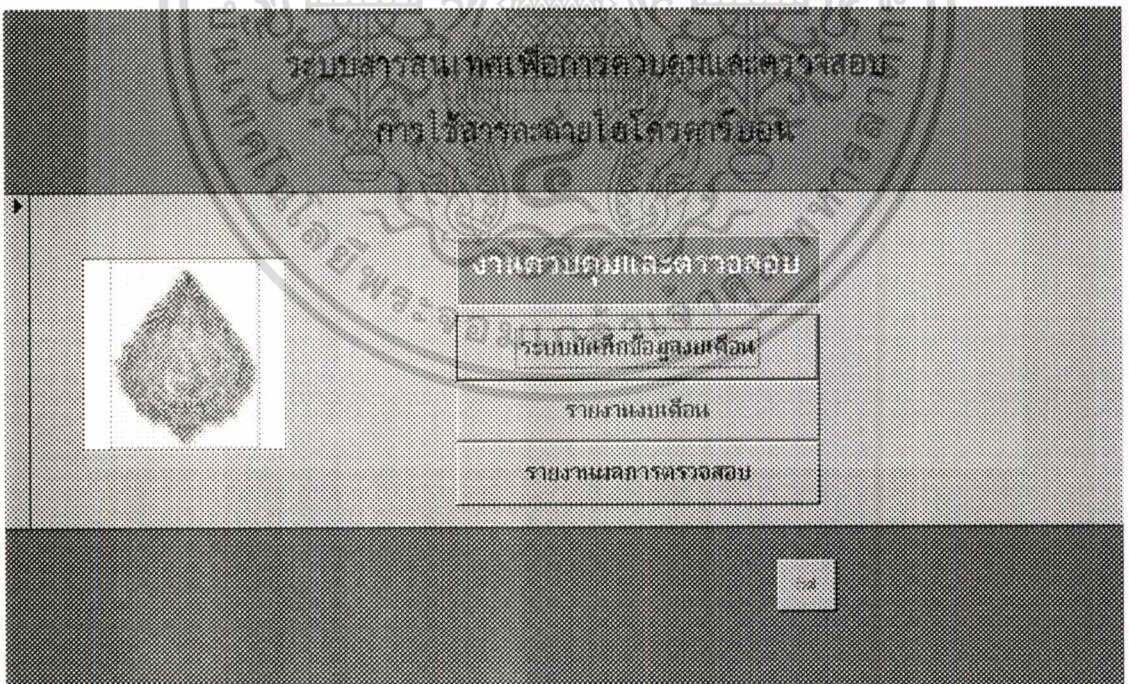 ระบบสารสนเทศเพื่อการควบคุมและตรวจสอบ
การใช้สารละลายไฮโดรคาร์บอน
งานควบคุมและตรวจสอบ
ระบบบันทึกข้อมูลงบเดือน
รายงานงบเดือน
รายงานผลการตรวจสอบ